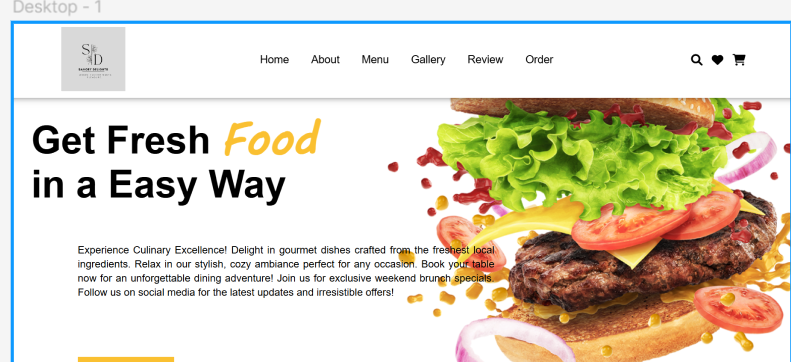 Desktop - 1
S
D
SAVORY DELIGHTS
Home About Menu Gallery Review Order
Get Fresh Food
in a Easy Way
Experience Culinary Excellence! Delight in gourmet dishes crafted from the freshest local
ingredients. Relax in our stylish, cozy ambiance perfect for any occasion. Book your table
now for an unforgettable dining adventure! Join us for exclusive weekend brunch specials.
Follow us on social media for the latest updates and irresistible offers!